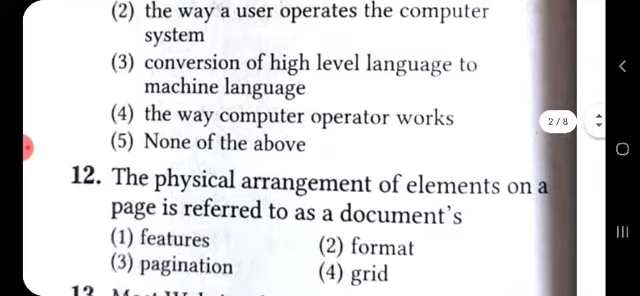 (2) the way a user operates the computer
system
(3) conversion of high level language to
machine language
(4) the way computer operator works
2/8
(5) None of the above
12. The physical arrangement of elements on a
page is referred to as a document's
(1) features (2) format
(3) pagination (4) grid